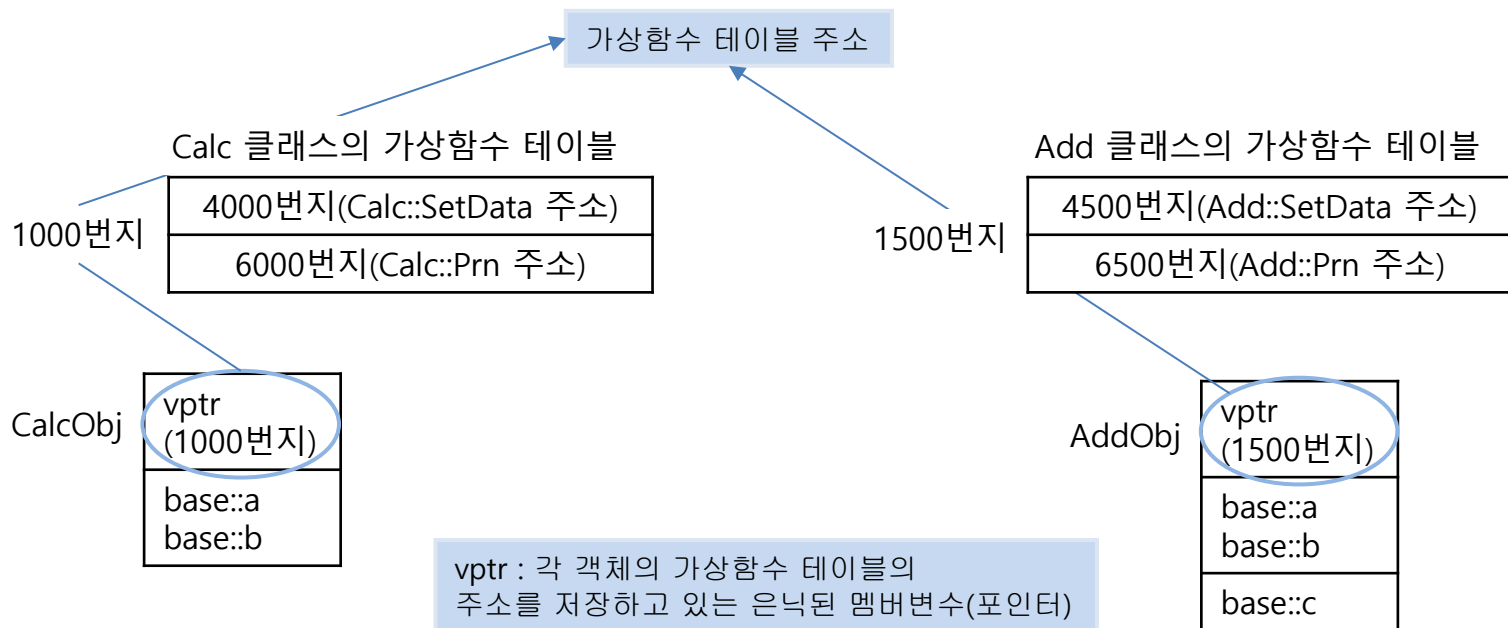 가상함수 테이블 주소
Calc 클래스의 가상함수 테이블
1000번지
4000번지(Calc::SetData 주소)
6000번지(Calc::Prn 주소)
Add 클래스의 가상함수 테이블
1500번지
4500번지(Add::SetData 주소)
6500번지(Add::Prn 주소)
CalcObj
vptr
(1000번지)
base::a
base::b
AddObj
vptr
(1500번지)
base::a
base::b
base::c
vptr : 각 객체의 가상함수 테이블의
주소를 저장하고 있는 은닉된 멤버변수(포인터)